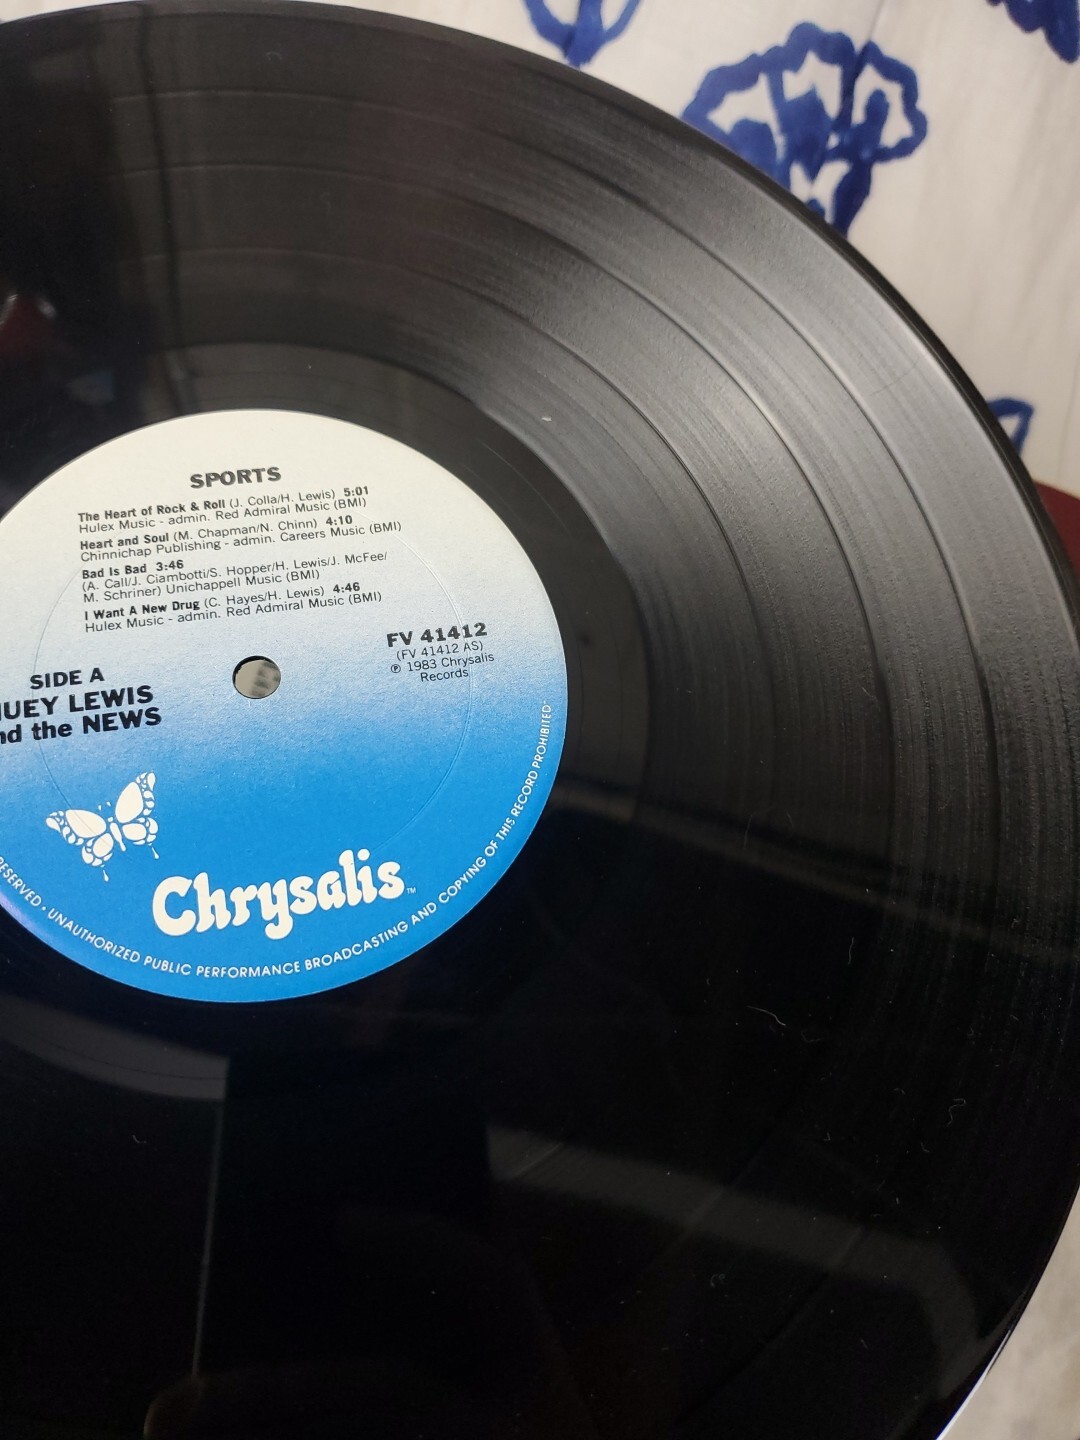 SPORTS
The Heart of Rock & Roll (J. Colla/H. Lewis) 5:01
Hulex Music - admin. Red Admiral Music (BMI)
Heart and Soul (M. Chapman/N. Chinn) 4:10
Chinnichap Publishing - admin. Careers Music (BMI)
Bad Is Bad 3:46
(A. Call/J. Ciambotti/S. Hopper/H. Lewis/J. McFee/
M. Schriner) Unichappell Music (BMI)
I Want A New Drug (C. Hayes/H. Lewis) 4:46
Hulex Music - admin. Red Admiral Music (BMI)
FV 41412
(FV 41412 AS)
℗ 1983 Chrysalis
Records
SIDE A
UEY LEWIS
nd the NEWS
Chrysalis™
RESERVED · UNAUTHORIZED PUBLIC PERFORMANCE BROADCASTING AND COPYING OF THIS RECORD PROHIBITED·